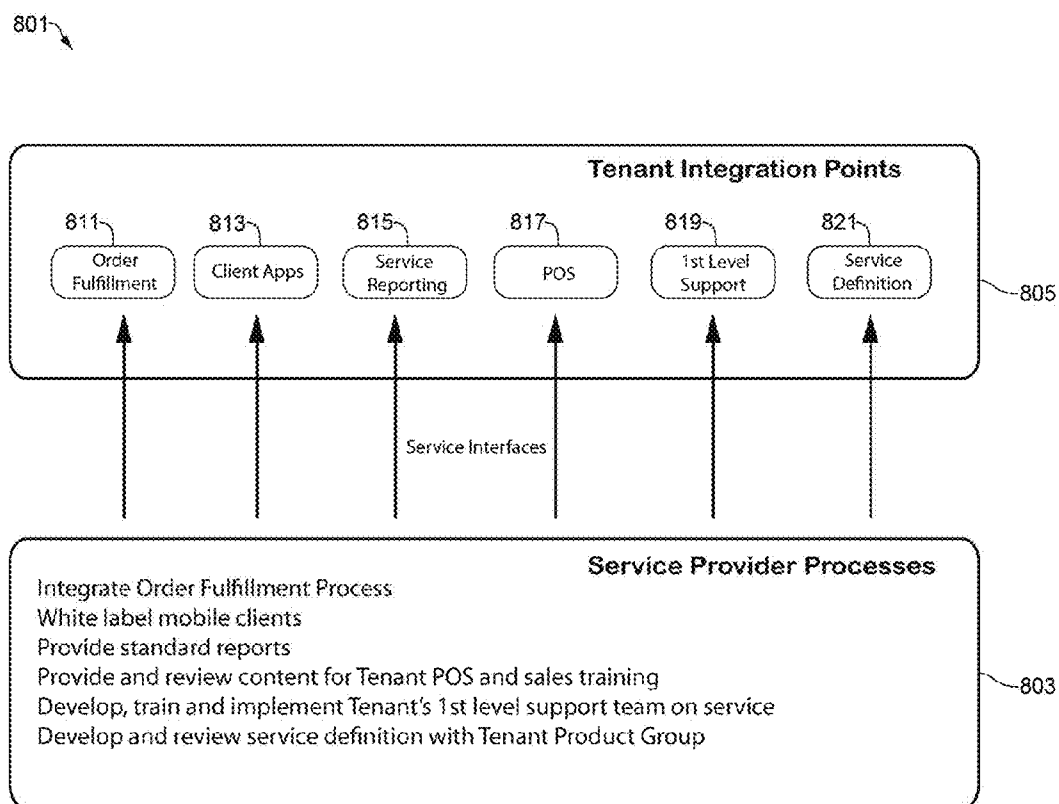 801
Tenant Integration Points
811 813 815 817 819 821
Order Fulfillment
Client Apps
Service Reporting
POS
1st Level Support
Service Definition
805
Service Interfaces
Service Provider Processes
Integrate Order Fulfillment Process
White label mobile clients
Provide standard reports
Provide and review content for Tenant POS and sales training
Develop, train and implement Tenant's 1st level support team on service
Develop and review service definition with Tenant Product Group
803